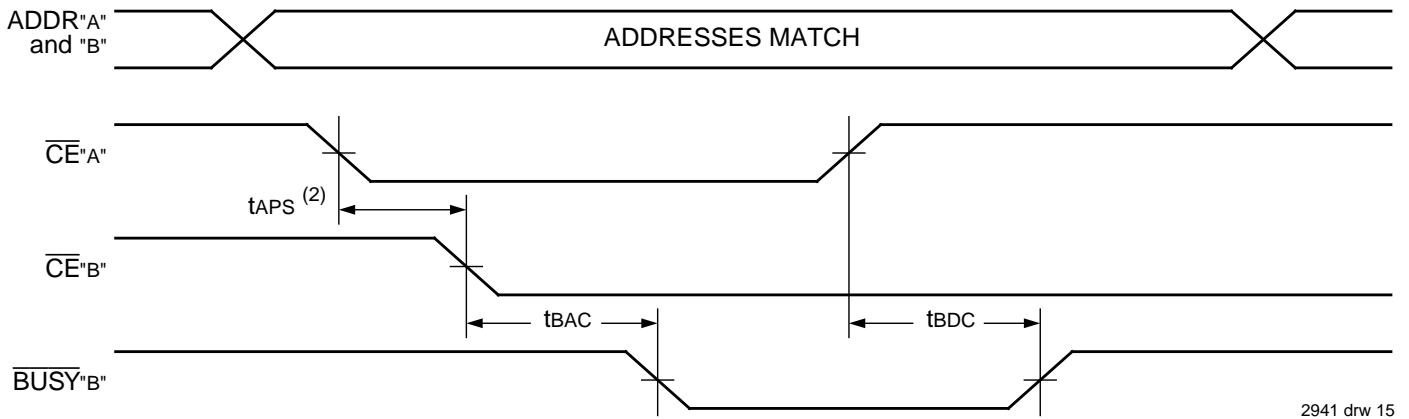 ADDR"A"
and "B"
ADDRESSES MATCH
CE"A"
tAPS (2)
CE"B"
tBAC
tBDC
BUSY"B"
2941 drw 15